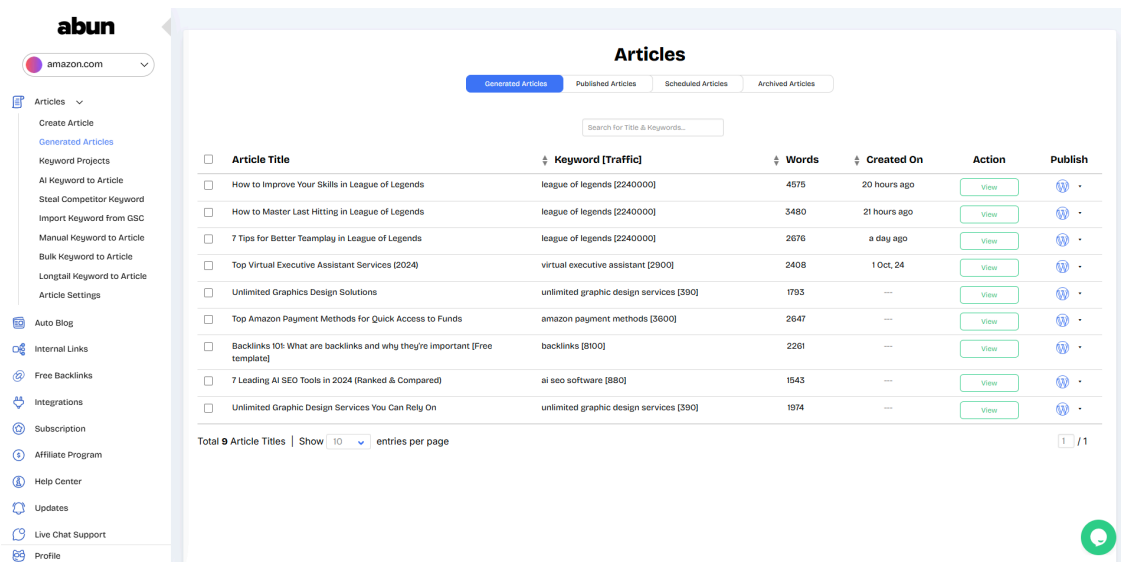 abun
amazon.com
Articles
Create Article
Generated Articles
Keyword Projects
AI Keyword to Article
Steal Competitor Keyword
Import Keyword from GSC
Manual Keyword to Article
Bulk Keyword to Article
Longtail Keyword to Article
Article Settings
Auto Blog
Internal Links
Free Backlinks
Integrations
Subscription
Affiliate Program
Help Center
Updates
Live Chat Support
Profile
Articles
Generated Articles Published Articles Scheduled Articles Archived Articles
Search for Title & Keywords...
Article Title Keyword [Traffic] Words Created On Action Publish
How to Improve Your Skills in League of Legends league of legends [2240000] 4575 20 hours ago View
How to Master Last Hitting in League of Legends league of legends [2240000] 3480 21 hours ago View
7 Tips for Better Teamplay in League of Legends league of legends [2240000] 2676 a day ago View
Top Virtual Executive Assistant Services (2024) virtual executive assistant [2900] 2408 1 Oct, 24 View
Unlimited Graphics Design Solutions unlimited graphic design services [390] 1793 --- View
Top Amazon Payment Methods for Quick Access to Funds amazon payment methods [3600] 2647 --- View
Backlinks 101: What are backlinks and why they're important [Free backlinks [8100] 2261 --- View
template]
7 Leading AI SEO Tools in 2024 (Ranked & Compared) ai seo software [880] 1543 --- View
Unlimited Graphic Design Services You Can Rely On unlimited graphic design services [390] 1974 --- View
Total 9 Article Titles | Show 10 entries per page 1 / 1